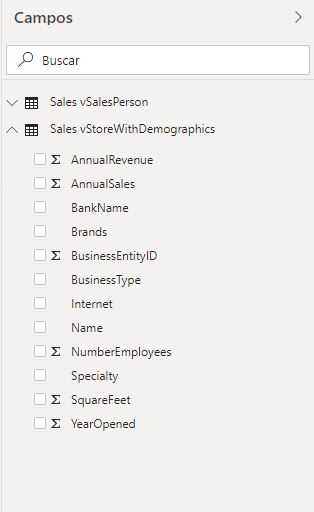 Campos
Buscar
Sales vSalesPerson
Sales vStoreWithDemographics
Σ AnnualRevenue
Σ AnnualSales
BankName
Brands
Σ BusinessEntityID
BusinessType
Internet
Name
Σ NumberEmployees
Specialty
Σ SquareFeet
Σ YearOpened